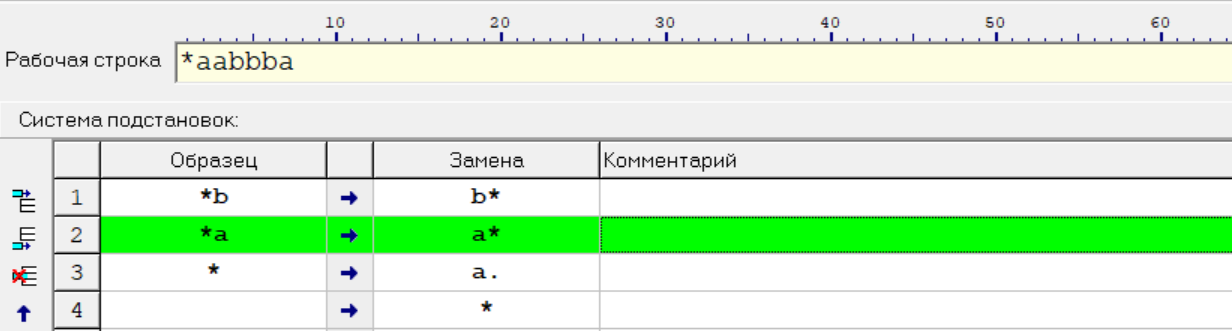 10 20 30 40 50 60
Рабочая строка *aabbba
Система подстановок:
Образец Замена Комментарий
1 *b → b*
2 *a → a*
3 * → a.
4 → *